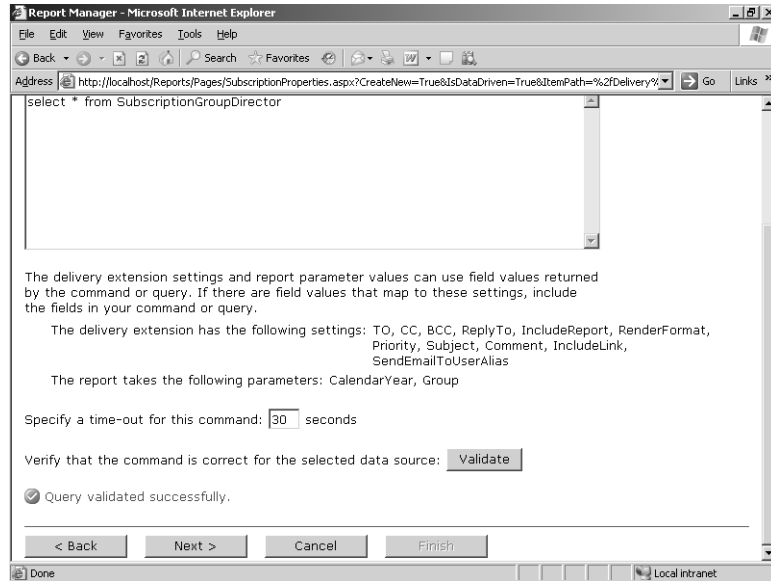 Report Manager - Microsoft Internet Explorer
File Edit View Favorites Tools Help
Back Search Favorites
Address http://localhost/Reports/Pages/SubscriptionProperties.aspx?CreateNew=True&IsDataDriven=True&ItemPath=%2fDelivery% Go Links »
select * from SubscriptionGroupDirector
The delivery extension settings and report parameter values can use field values returned
by the command or query. If there are field values that map to these settings, include
the fields in your command or query.
The delivery extension has the following settings: TO, CC, BCC, ReplyTo, IncludeReport, RenderFormat,
Priority, Subject, Comment, IncludeLink,
SendEmailToUserAlias
The report takes the following parameters: CalendarYear, Group
Specify a time-out for this command: 30 seconds
Verify that the command is correct for the selected data source: Validate
Query validated successfully.
< Back Next > Cancel Finish
Done Local intranet